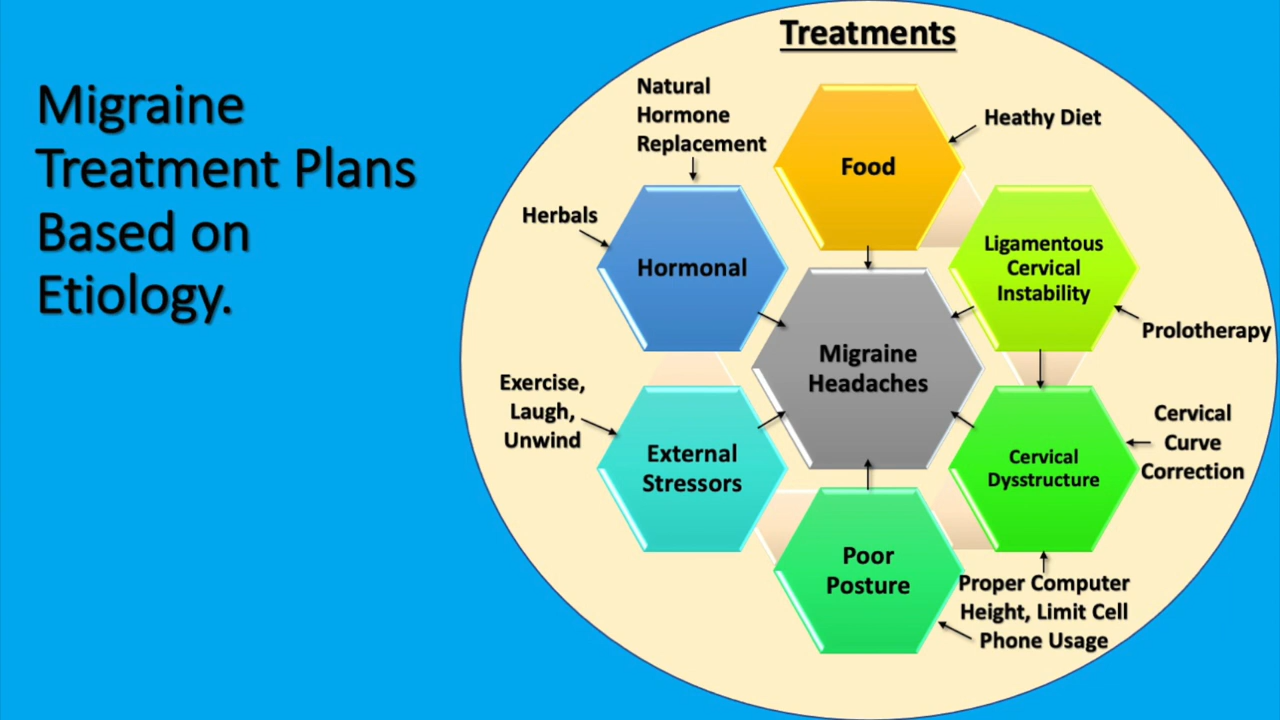 Migraine
Treatment Plans
Based on
Etiology.
Treatments
Natural
Hormone
Replacement
Heathy Diet
Food
Herbals
Hormonal
Ligamentous
Cervical
Instability
Prolotherapy
Migraine
Headaches
Exercise,
Laugh,
Unwind
External
Stressors
Cervical
Dysstructure
Cervical
Curve
Correction
Poor
Posture
Proper Computer
Height, Limit Cell
Phone Usage